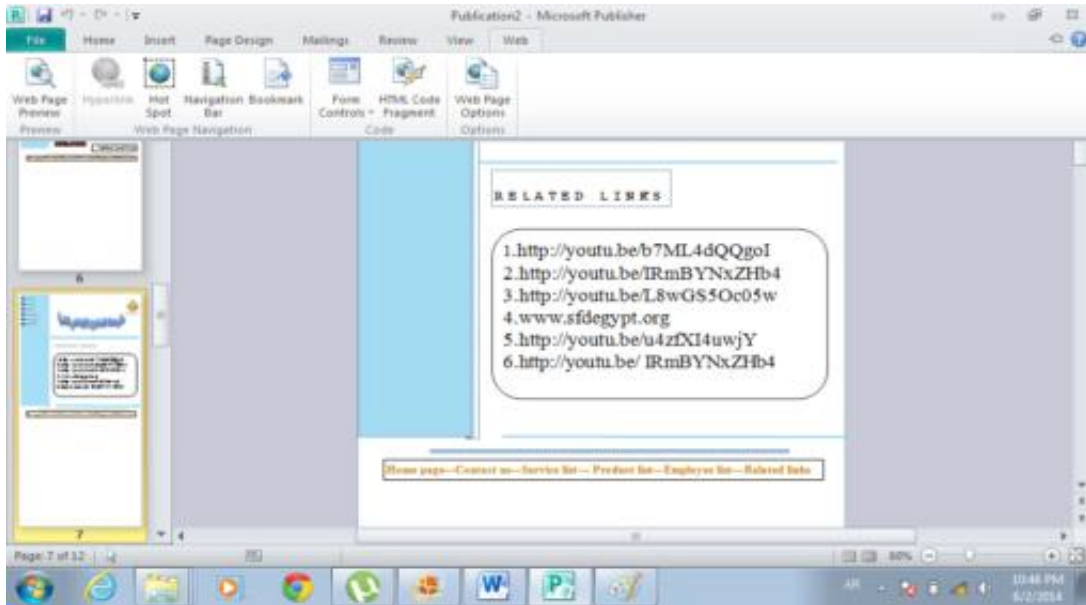 Publication2 - Microsoft Publisher
File Home Insert Page Design Mailings Review View Web
Web Page Preview
Hyperlink
Hot Spot
Navigation Bar
Bookmark
Form Controls
HTML Code Fragment
Web Page Options
Preview Web Page Navigation Code Options
RELATED LINKS
1.http://youtu.be/b7ML4dQQgoI
2.http://youtu.be/IRmBYNxZHb4
3.http://youtu.be/L8wGS5Oc05w
4.www.sfdegypt.org
5.http://youtu.be/u4zfXI4uwjY
6.http://youtu.be/ IRmBYNxZHb4
Home page—Contact us—Service list— Product list—Employee list—Related links
6
7
Page: 7 of 12
80%
AR
10:46 PM
6/2/2014